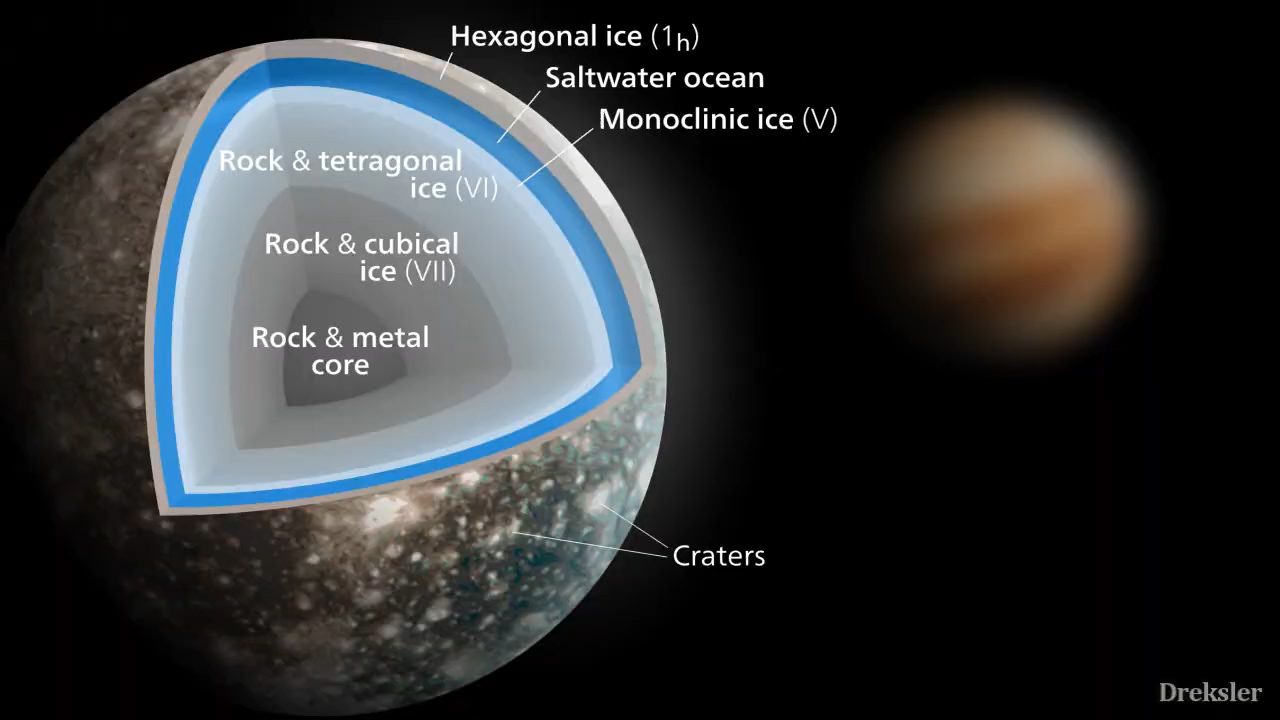 Hexagonal ice (1h)
Saltwater ocean
Monoclinic ice (V)
Rock & tetragonal
ice (VI)
Rock & cubical
ice (VII)
Rock & metal
core
Craters
Dreksler